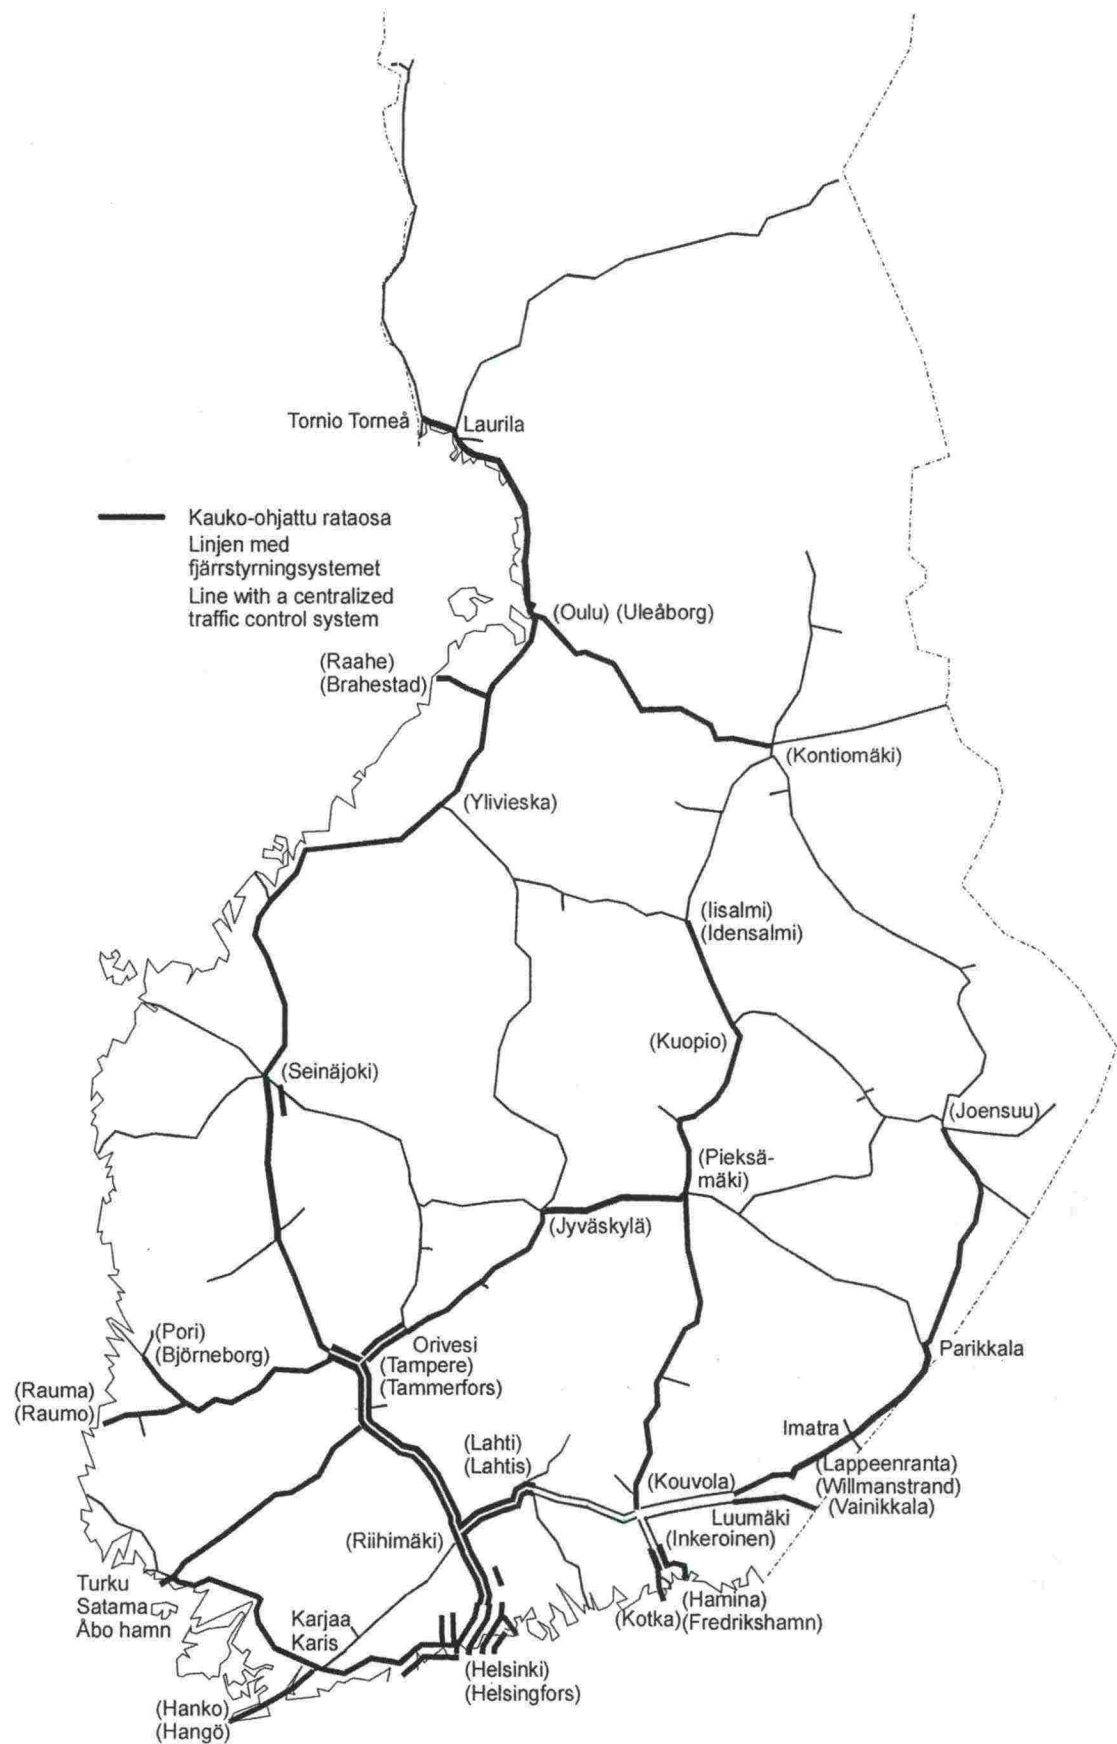 Tornio Torneå
Laurila
Kauko-ohjattu rataosa
Linjen med
fjärrstyrningsystemet
Line with a centralized
traffic control system
(Oulu) (Uleåborg)
(Raahe)
(Brahestad)
(Kontiomäki)
(Ylivieska)
(Iisalmi)
(Idensalmi)
(Kuopio)
(Seinäjoki)
(Joensuu)
(Pieksä-
mäki)
(Jyväskylä)
(Pori)
(Björneborg)
Orivesi
(Tampere)
(Tammerfors)
Parikkala
(Rauma)
(Raumo)
Imatra
(Lahti)
(Lahtis)
(Kouvola)
(Lappeenranta)
(Willmanstrand)
(Vainikkala)
Luumäki
(Inkeroinen)
(Riihimäki)
Turku
Satama
Åbo hamn
Karjaa
Karis
(Hamina)
(Kotka)(Fredrikshamn)
(Helsinki)
(Helsingfors)
(Hanko)
(Hangö)